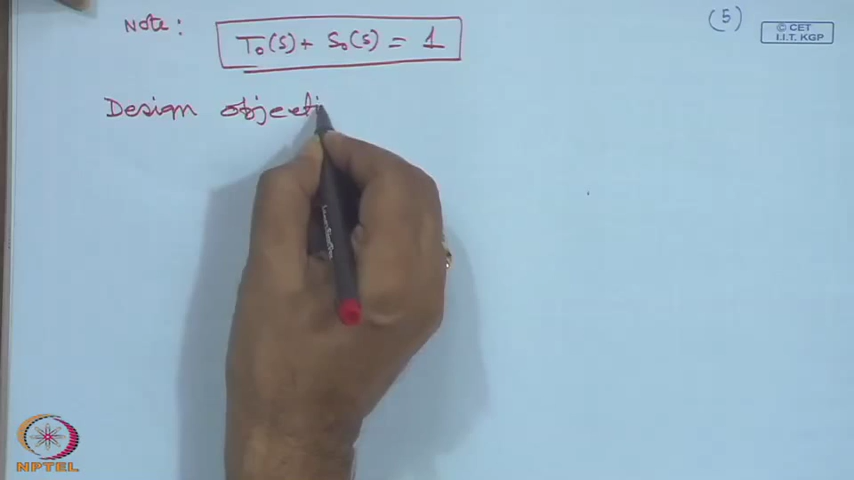 Note:
T₀(s) + S₀(s) = 1
(5)
© CET
I.I.T. KGP
Design objecti
NPTEL